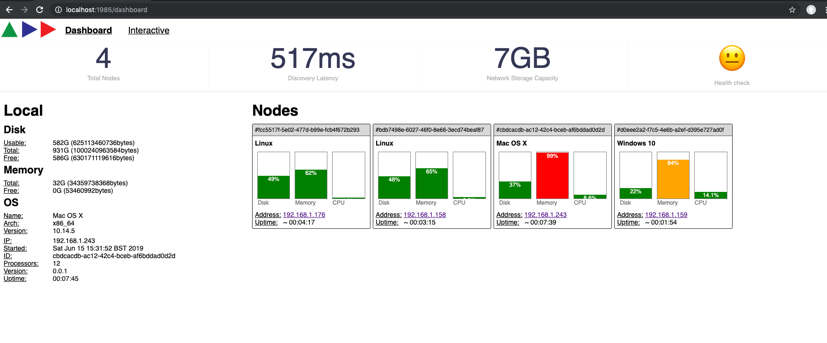 localhost:1985/dashboard
Dashboard Interactive
4
Total Nodes
517ms
Discovery Latency
7GB
Network Storage Capacity
Health check
Local
Disk
Usable: 582G (625113460736bytes)
Total: 931G (1000240963584bytes)
Free: 586G (630171119616bytes)
Memory
Total: 32G (34359738368bytes)
Free: 0G (53460992bytes)
OS
Name: Mac OS X
Arch: x86_64
Version: 10.14.5
IP: 192.168.1.243
Started: Sat Jun 15 15:31:52 BST 2019
ID: cbdcacdb-ac12-42c4-bceb-af6bddad0d2d
Processors: 12
Version: 0.0.1
Uptime: 00:07:45
Nodes
#fcc5517f-5e02-477d-b99e-fcb4f672b293
Linux
49%
62%
Disk Memory CPU
Address: 192.168.1.176
Uptime: ~ 00:04:17
#bdb7498e-6027-46f0-8e66-3ecd74beaf87
Linux
48%
65%
Disk Memory CPU
Address: 192.168.1.158
Uptime: ~ 00:03:15
#cbdcacdb-ac12-42c4-bceb-af6bddad0d2d
Mac OS X
37%
99%
Disk Memory CPU
Address: 192.168.1.243
Uptime: ~ 00:07:39
#d0eee2a2-f7c5-4e6b-a2ef-d395e727ad0f
Windows 10
22%
84%
14.1%
Disk Memory CPU
Address: 192.168.1.159
Uptime: ~ 00:01:54